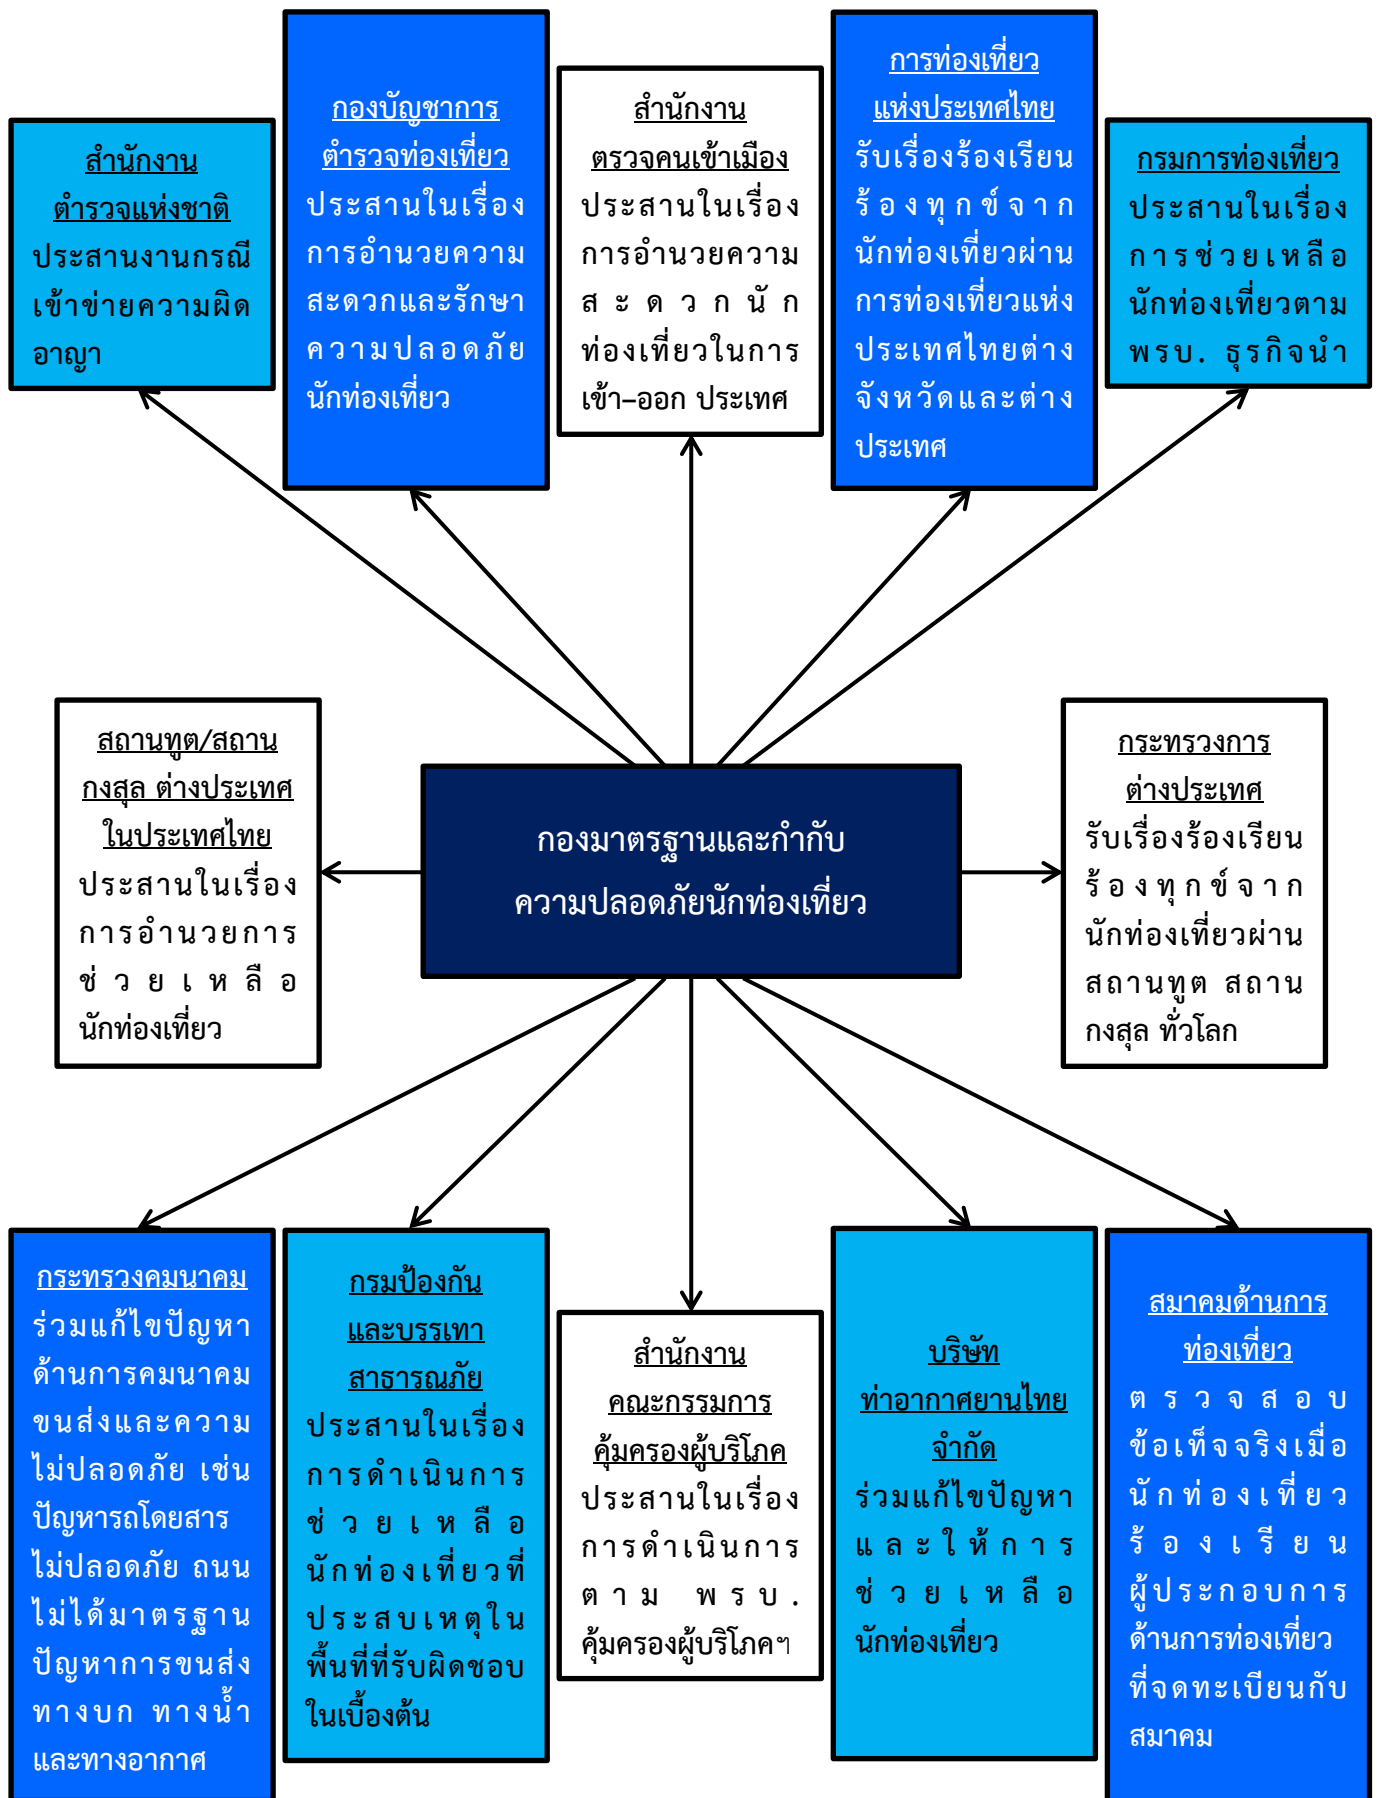 สำนักงาน
ตำรวจแห่งชาติ
ประสานงานกรณี
เข้าข่ายความผิด
อาญา
กองบัญชาการ
ตำรวจท่องเที่ยว
ประสานในเรื่อง
การอำนวยความ
สะดวกและรักษา
ความปลอดภัย
นักท่องเที่ยว
สำนักงาน
ตรวจคนเข้าเมือง
ประสานในเรื่อง
การอำนวยความ
สะดวกนัก
ท่องเที่ยวในการ
เข้า–ออก ประเทศ
การท่องเที่ยว
แห่งประเทศไทย
รับเรื่องร้องเรียน
ร้องทุกข์จาก
นักท่องเที่ยวผ่าน
การท่องเที่ยวแห่ง
ประเทศไทยต่าง
จังหวัดและต่าง
ประเทศ
กรมการท่องเที่ยว
ประสานในเรื่อง
การช่วยเหลือ
นักท่องเที่ยวตาม
พรบ. ธุรกิจนำ
สถานทูต/สถาน
กงสุล ต่างประเทศ
ในประเทศไทย
ประสานในเรื่อง
การอำนวยการ
ช่วยเหลือ
นักท่องเที่ยว
กองมาตรฐานและกำกับ
ความปลอดภัยนักท่องเที่ยว
กระทรวงการ
ต่างประเทศ
รับเรื่องร้องเรียน
ร้องทุกข์จาก
นักท่องเที่ยวผ่าน
สถานทูต สถาน
กงสุล ทั่วโลก
กระทรวงคมนาคม
ร่วมแก้ไขปัญหา
ด้านการคมนาคม
ขนส่งและความ
ไม่ปลอดภัย เช่น
ปัญหารถโดยสาร
ไม่ปลอดภัย ถนน
ไม่ได้มาตรฐาน
ปัญหาการขนส่ง
ทางบก ทางน้ำ
และทางอากาศ
กรมป้องกัน
และบรรเทา
สาธารณภัย
ประสานในเรื่อง
การดำเนินการ
ช่วยเหลือ
นักท่องเที่ยวที่
ประสบเหตุใน
พื้นที่ที่รับผิดชอบ
ในเบื้องต้น
สำนักงาน
คณะกรรมการ
คุ้มครองผู้บริโภค
ประสานในเรื่อง
การดำเนินการ
ตาม พรบ.
คุ้มครองผู้บริโภคฯ
บริษัท
ท่าอากาศยานไทย
จำกัด
ร่วมแก้ไขปัญหา
และให้การ
ช่วยเหลือ
นักท่องเที่ยว
สมาคมด้านการ
ท่องเที่ยว
ตรวจสอบ
ข้อเท็จจริงเมื่อ
นักท่องเที่ยว
ร้องเรียน
ผู้ประกอบการ
ด้านการท่องเที่ยว
ที่จดทะเบียนกับ
สมาคม